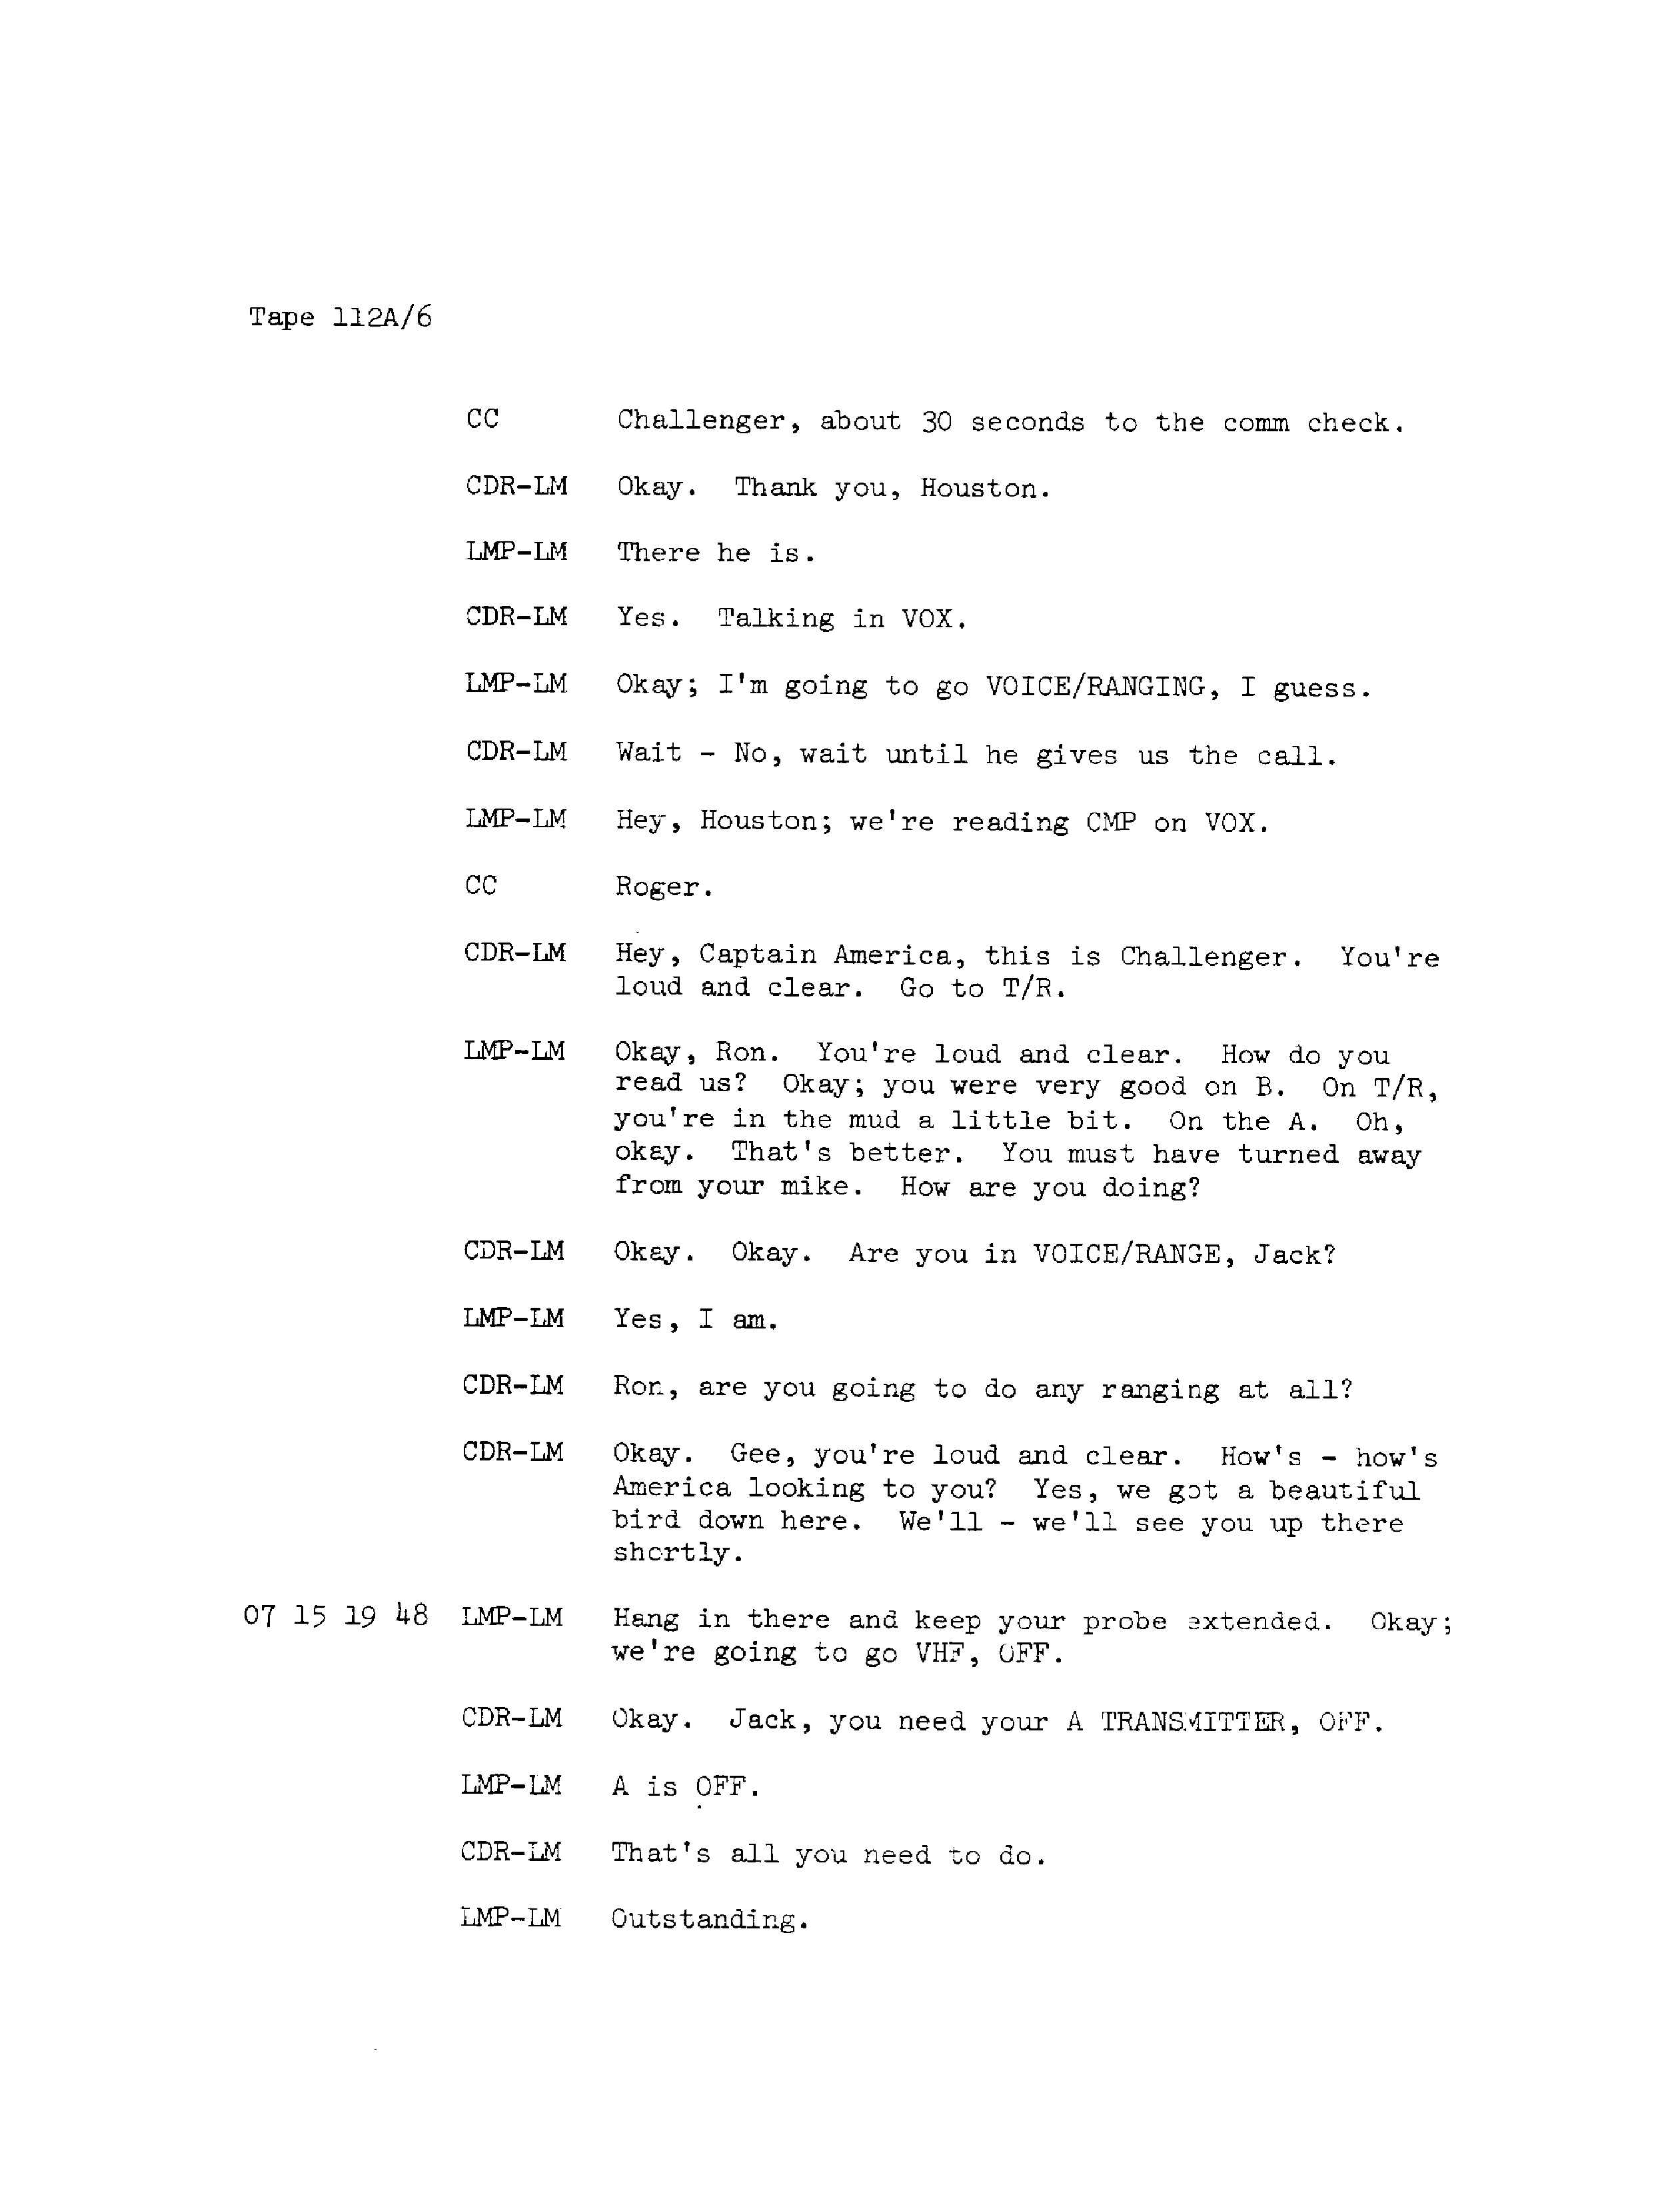 Tape 112A/6
CC Challenger, about 30 seconds to the comm check.
CDR-LM Okay. Thank you, Houston.
LMP-LM There he is.
CDR-LM Yes. Talking in VOX.
LMP-LM Okay; I'm going to go VOICE/RANGING, I guess.
CDR-LM Wait - No, wait until he gives us the call.
LMP-LM Hey, Houston; we're reading CMP on VOX.
CC Roger.
CDR-LM Hey, Captain America, this is Challenger. You're
loud and clear. Go to T/R.
LMP-LM Okay, Ron. You're loud and clear. How do you
read us? Okay; you were very good on B. On T/R,
you're in the mud a little bit. On the A. Oh,
okay. That's better. You must have turned away
from your mike. How are you doing?
CDR-LM Okay. Okay. Are you in VOICE/RANGE, Jack?
LMP-LM Yes, I am.
CDR-LM Ron, are you going to do any ranging at all?
CDR-LM Okay. Gee, you're loud and clear. How's - how's
America looking to you? Yes, we got a beautiful
bird down here. We'll - we'll see you up there
shortly.
07 15 19 48 LMP-LM Hang in there and keep your probe extended. Okay;
we're going to go VHF, OFF.
CDR-LM Okay. Jack, you need your A TRANSMITTER, OFF.
LMP-LM A is OFF.
CDR-LM That's all you need to do.
LMP-LM Outstanding.